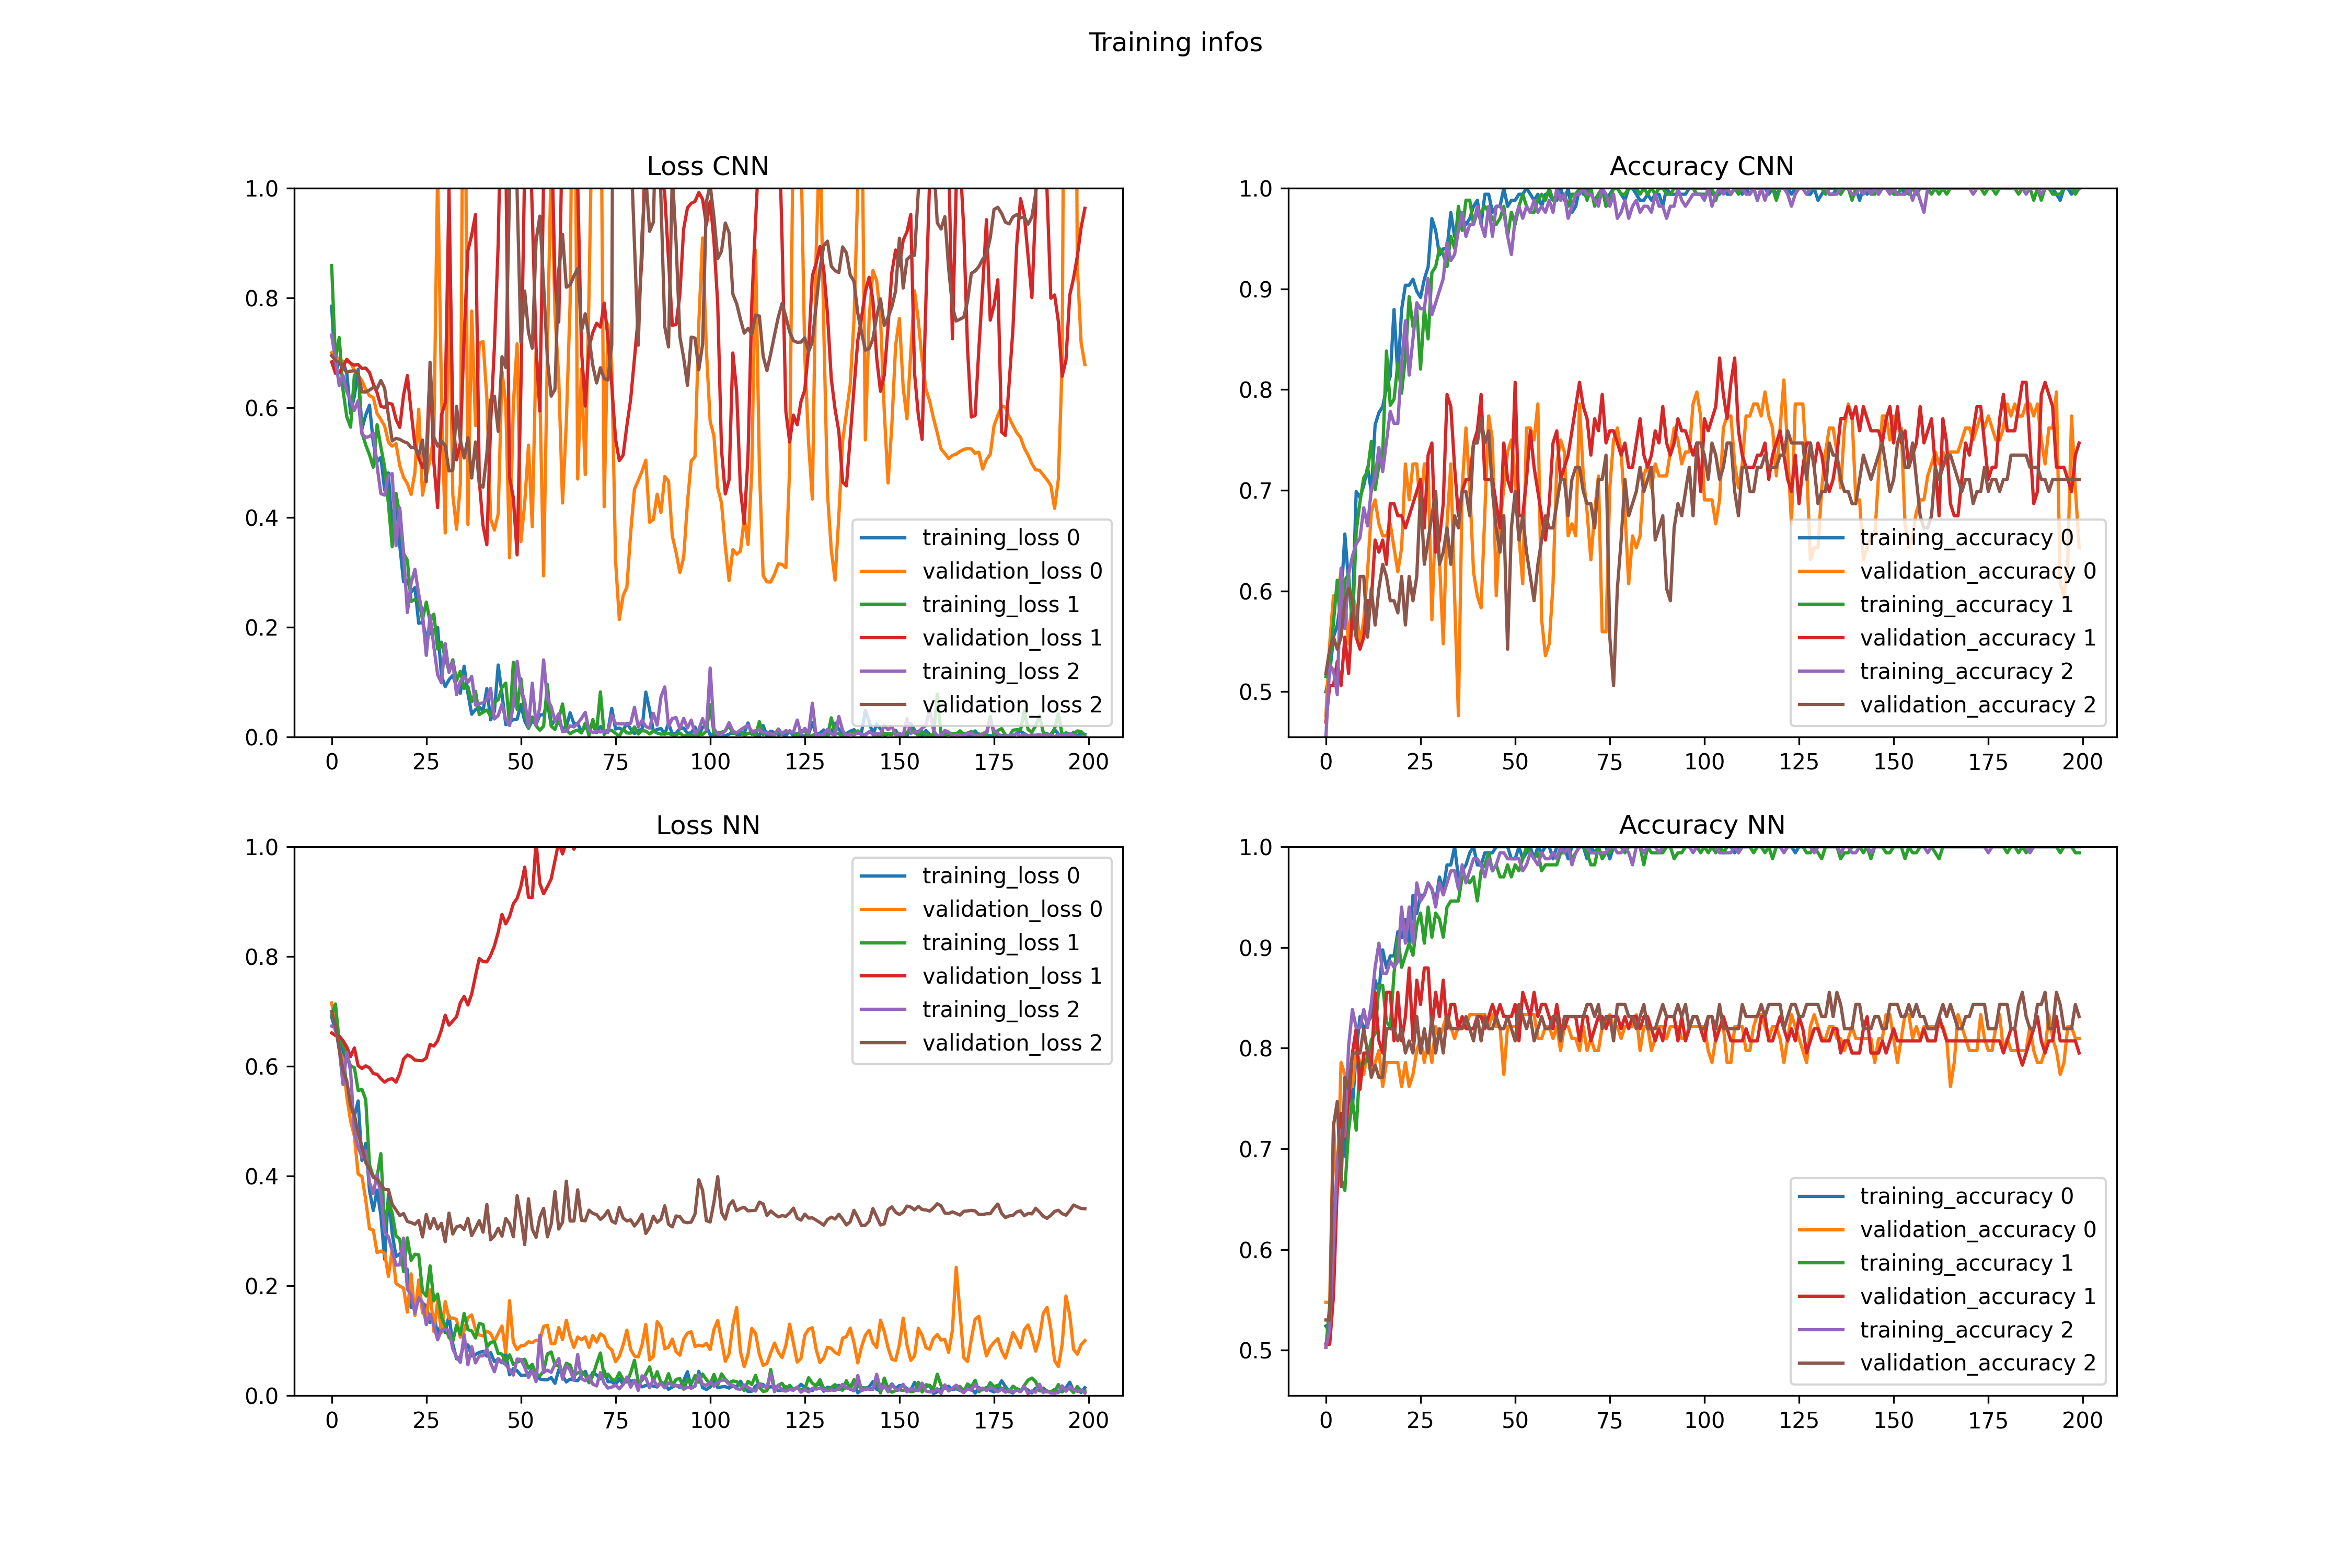 Training infos
Loss CNN
1.0
0.8
0.6
0.4
0.2
0.0
0 25 50 75 100 125 150 175 200
training_loss 0
validation_loss 0
training_loss 1
validation_loss 1
training_loss 2
validation_loss 2
Accuracy CNN
1.0
0.9
0.8
0.7
0.6
0.5
0 25 50 75 100 125 150 175 200
training_accuracy 0
validation_accuracy 0
training_accuracy 1
validation_accuracy 1
training_accuracy 2
validation_accuracy 2
Loss NN
1.0
0.8
0.6
0.4
0.2
0.0
0 25 50 75 100 125 150 175 200
training_loss 0
validation_loss 0
training_loss 1
validation_loss 1
training_loss 2
validation_loss 2
Accuracy NN
1.0
0.9
0.8
0.7
0.6
0.5
0 25 50 75 100 125 150 175 200
training_accuracy 0
validation_accuracy 0
training_accuracy 1
validation_accuracy 1
training_accuracy 2
validation_accuracy 2